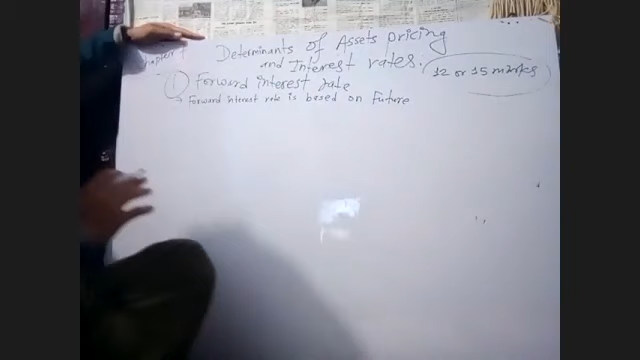 Chapter
Determinants of Assets pricing
and Interest rates.
12 or 15 marks
① Forward interest rate
→ Forward interest rate is based on Future